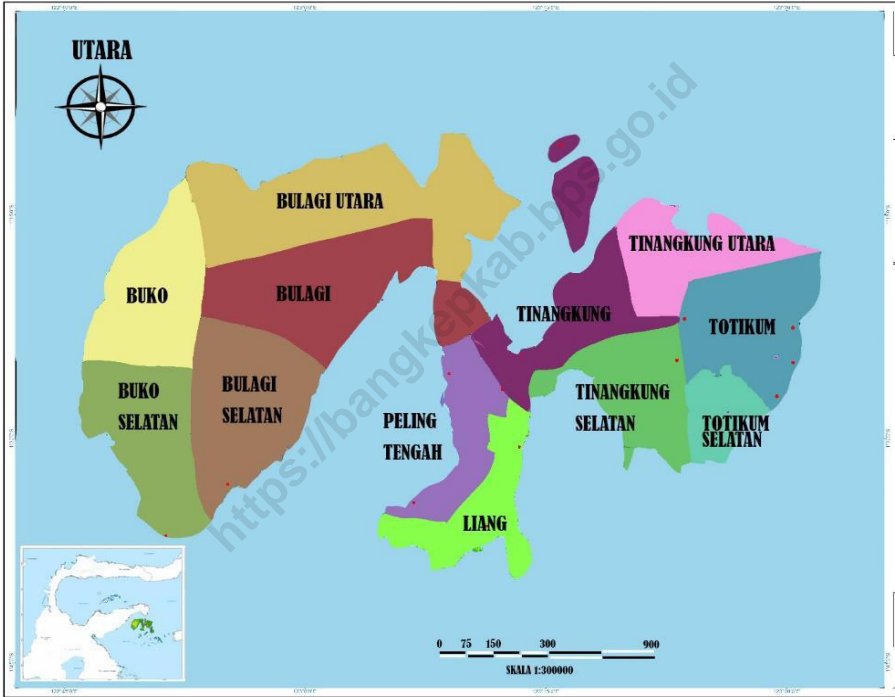 UTARA
BULAGI UTARA
TINANGKUNG UTARA
BUKO
BULAGI
TINANGKUNG
TOTIKUM
BUKO
SELATAN
BULAGI
SELATAN
PELING
TENGAH
TINANGKUNG
SELATAN
TOTIKUM
SELATAN
LIANG
0 75 150 300 900
SKALA 1:300000
https://bangkepkab.bps.go.id